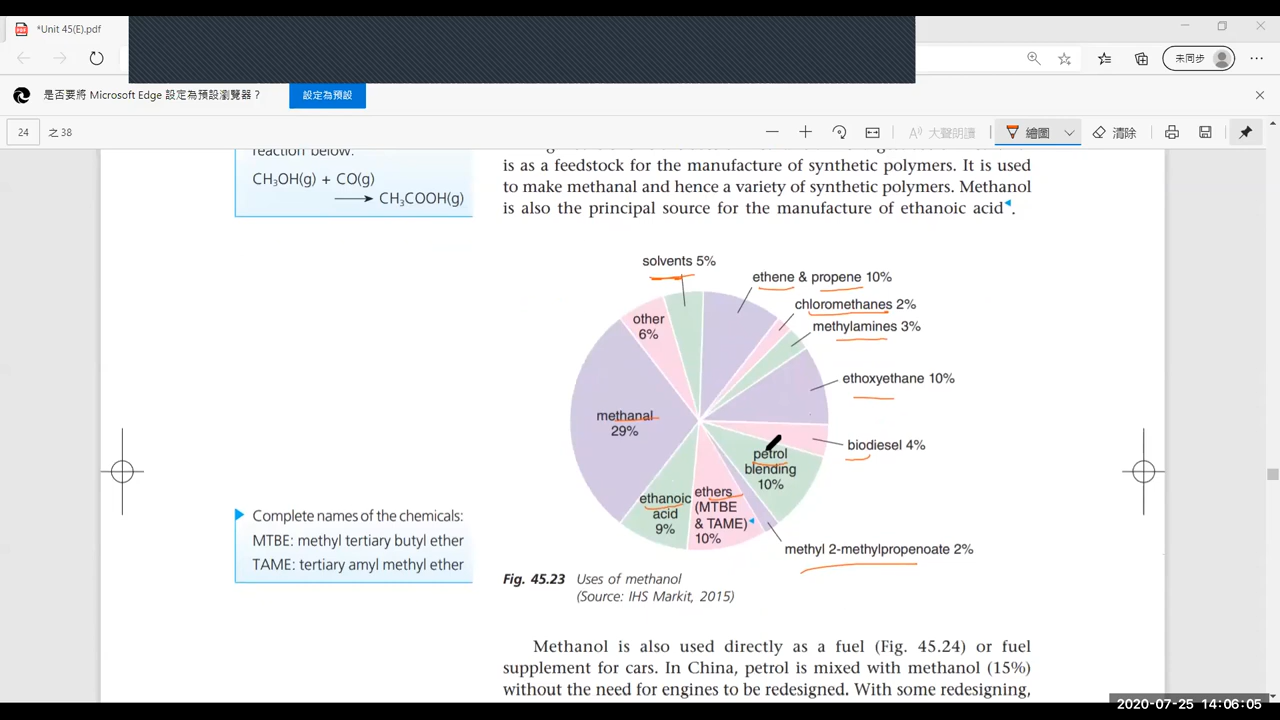 *Unit 45(E).pdf
未同步
是否要將 Microsoft Edge 設定為預設瀏覽器？
設定為預設
24 之 38
大聲朗讀
繪圖
清除
reaction below:
CH₃OH(g) + CO(g)
⟶ CH₃COOH(g)
is as a feedstock for the manufacture of synthetic polymers. It is used
to make methanal and hence a variety of synthetic polymers. Methanol
is also the principal source for the manufacture of ethanoic acid.
solvents 5%
ethene & propene 10%
chloromethanes 2%
methylamines 3%
ethoxyethane 10%
biodiesel 4%
petrol
blending
10%
methyl 2-methylpropenoate 2%
ethers
(MTBE
& TAME)
10%
ethanoic
acid
9%
methanal
29%
other
6%
Complete names of the chemicals:
MTBE: methyl tertiary butyl ether
TAME: tertiary amyl methyl ether
Fig. 45.23 Uses of methanol
(Source: IHS Markit, 2015)
Methanol is also used directly as a fuel (Fig. 45.24) or fuel
supplement for cars. In China, petrol is mixed with methanol (15%)
without the need for engines to be redesigned. With some redesigning,
2020-07-25 14:06:05